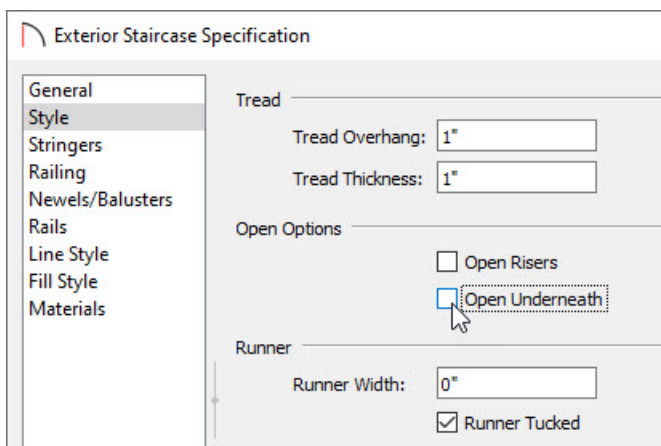 Exterior Staircase Specification
General
Style
Stringers
Railing
Newels/Balusters
Rails
Line Style
Fill Style
Materials
Tread
Tread Overhang: 1"
Tread Thickness: 1"
Open Options
Open Risers
Open Underneath
Runner
Runner Width: 0"
Runner Tucked